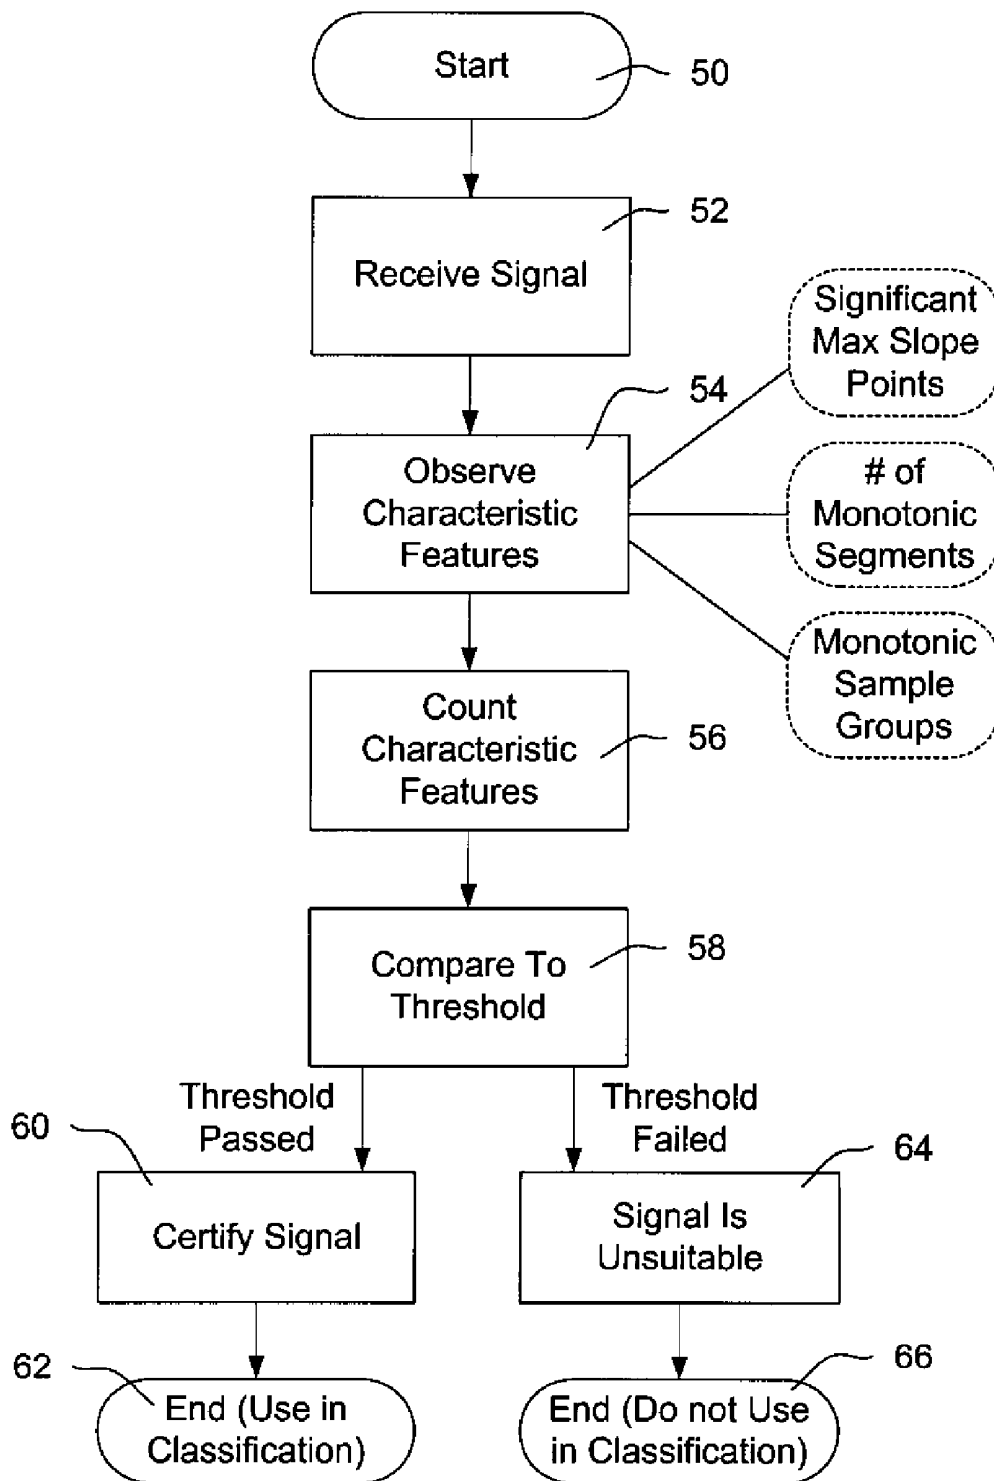 Start
50
52
Receive Signal
Significant
Max Slope
Points
54
Observe
Characteristic
Features
# of
Monotonic
Segments
Monotonic
Sample
Groups
Count
Characteristic
Features
56
Compare To
Threshold
58
Threshold
Passed
Threshold
Failed
60
Certify Signal
64
Signal Is
Unsuitable
62
End (Use in
Classification)
66
End (Do not Use
in Classification)